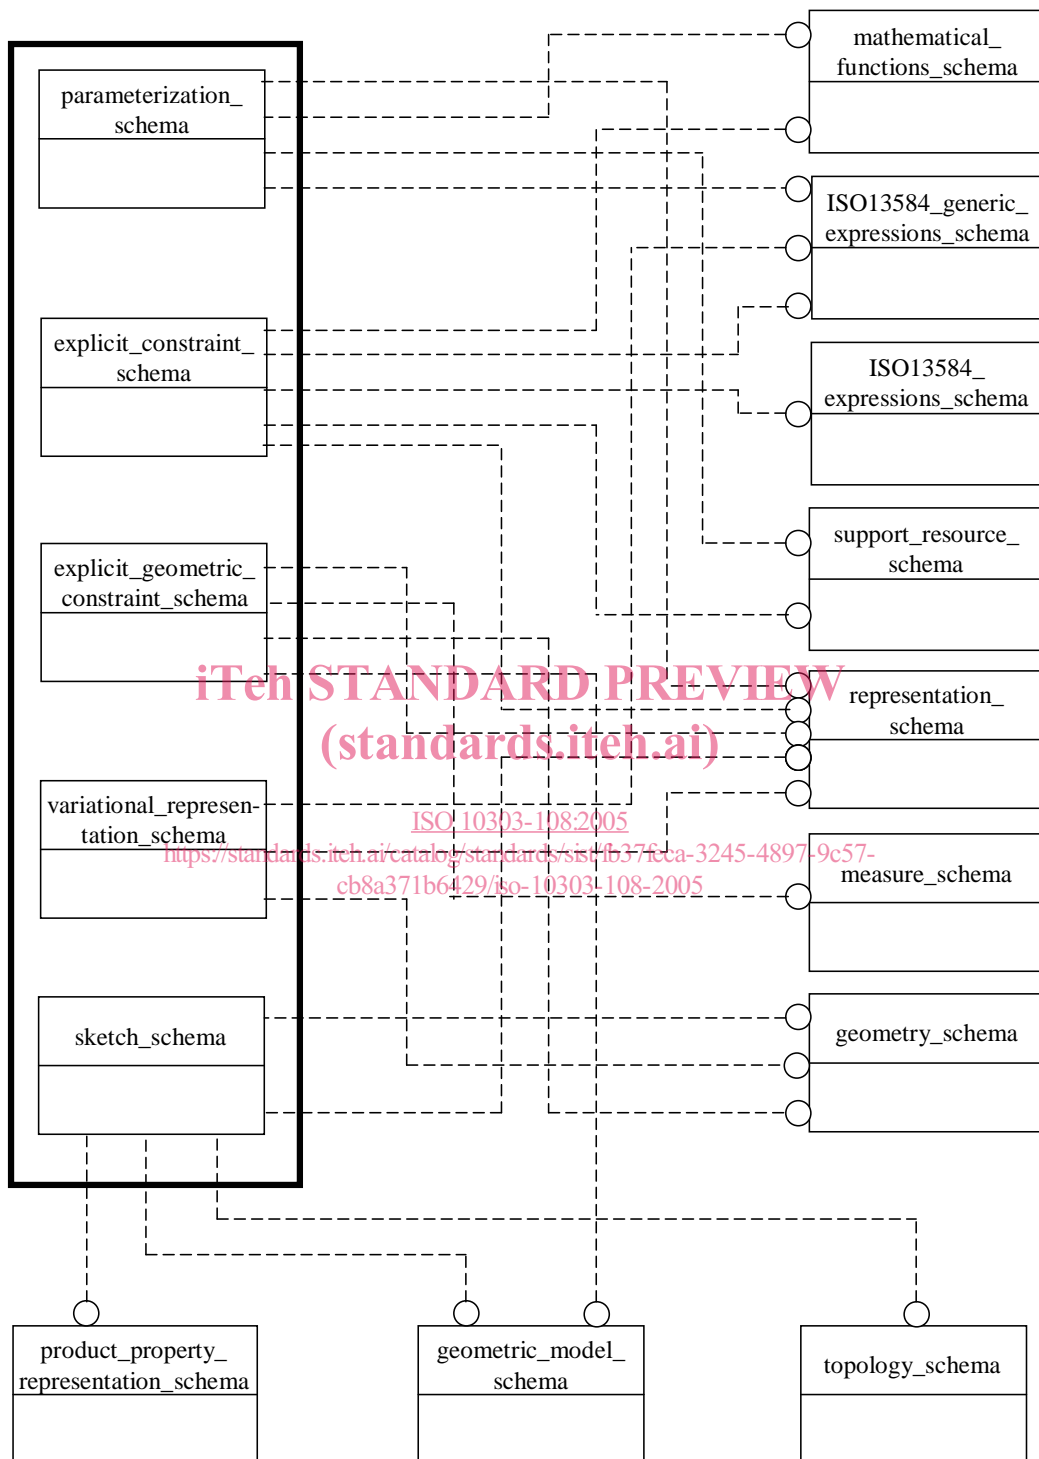 mathematical_
functions_schema
parameterization_
schema
ISO13584_generic_
expressions_schema
explicit_constraint_
schema
ISO13584_
expressions_schema
support_resource_
schema
explicit_geometric_
constraint_schema
iTeh STANDARD PREVIEW
(standards.iteh.ai)
representation_
schema
variational_represen-
tation_schema
ISO 10303-108:2005
https://standards.iteh.ai/catalog/standards/sist/fb37feca-3245-4897-9c57-
cb8a371b6429/iso-10303-108-2005
measure_schema
sketch_schema
geometry_schema
product_property_
representation_schema
geometric_model_
schema
topology_schema